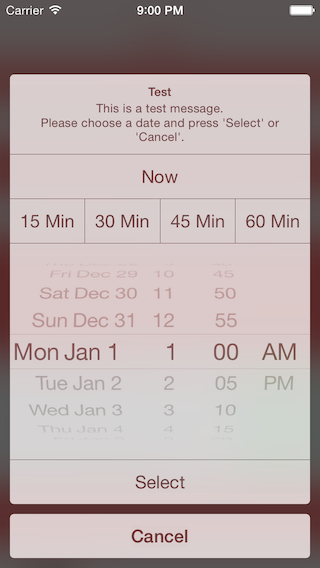 Carrier 9:00 PM
Test
This is a test message.
Please choose a date and press 'Select' or
'Cancel'.
Now
15 Min 30 Min 45 Min 60 Min
Fri Dec 29 10 45
Sat Dec 30 11 50
Sun Dec 31 12 55
Mon Jan 1 1 00 AM
Tue Jan 2 2 05 PM
Wed Jan 3 3 10
Thu Jan 4 4 15
Select
Cancel